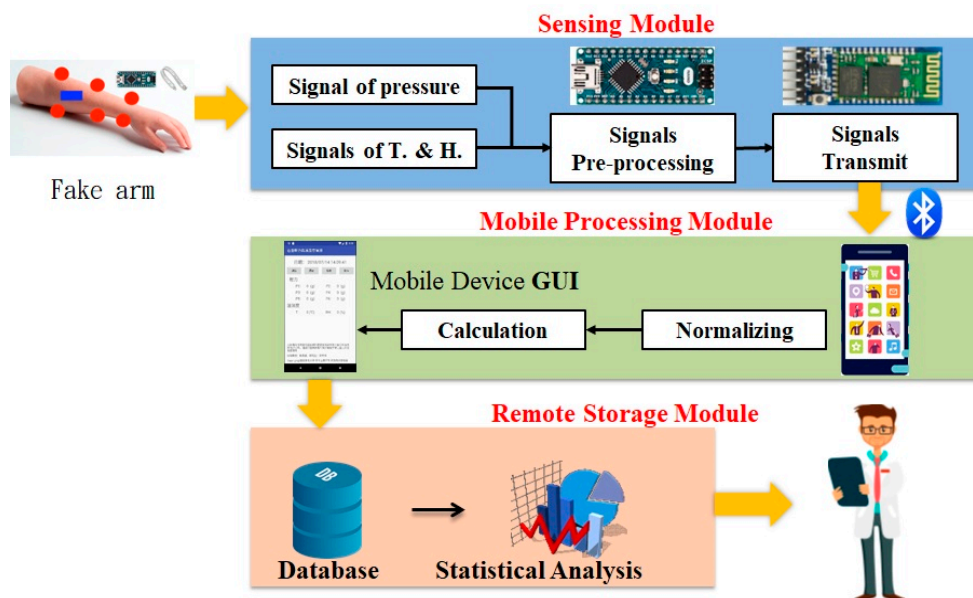 Sensing Module
Signal of pressure
Signals of T. & H.
Signals
Pre-processing
Signals
Transmit
Fake arm
Mobile Processing Module
Mobile Device GUI
Calculation
Normalizing
Remote Storage Module
DB
Database
Statistical Analysis